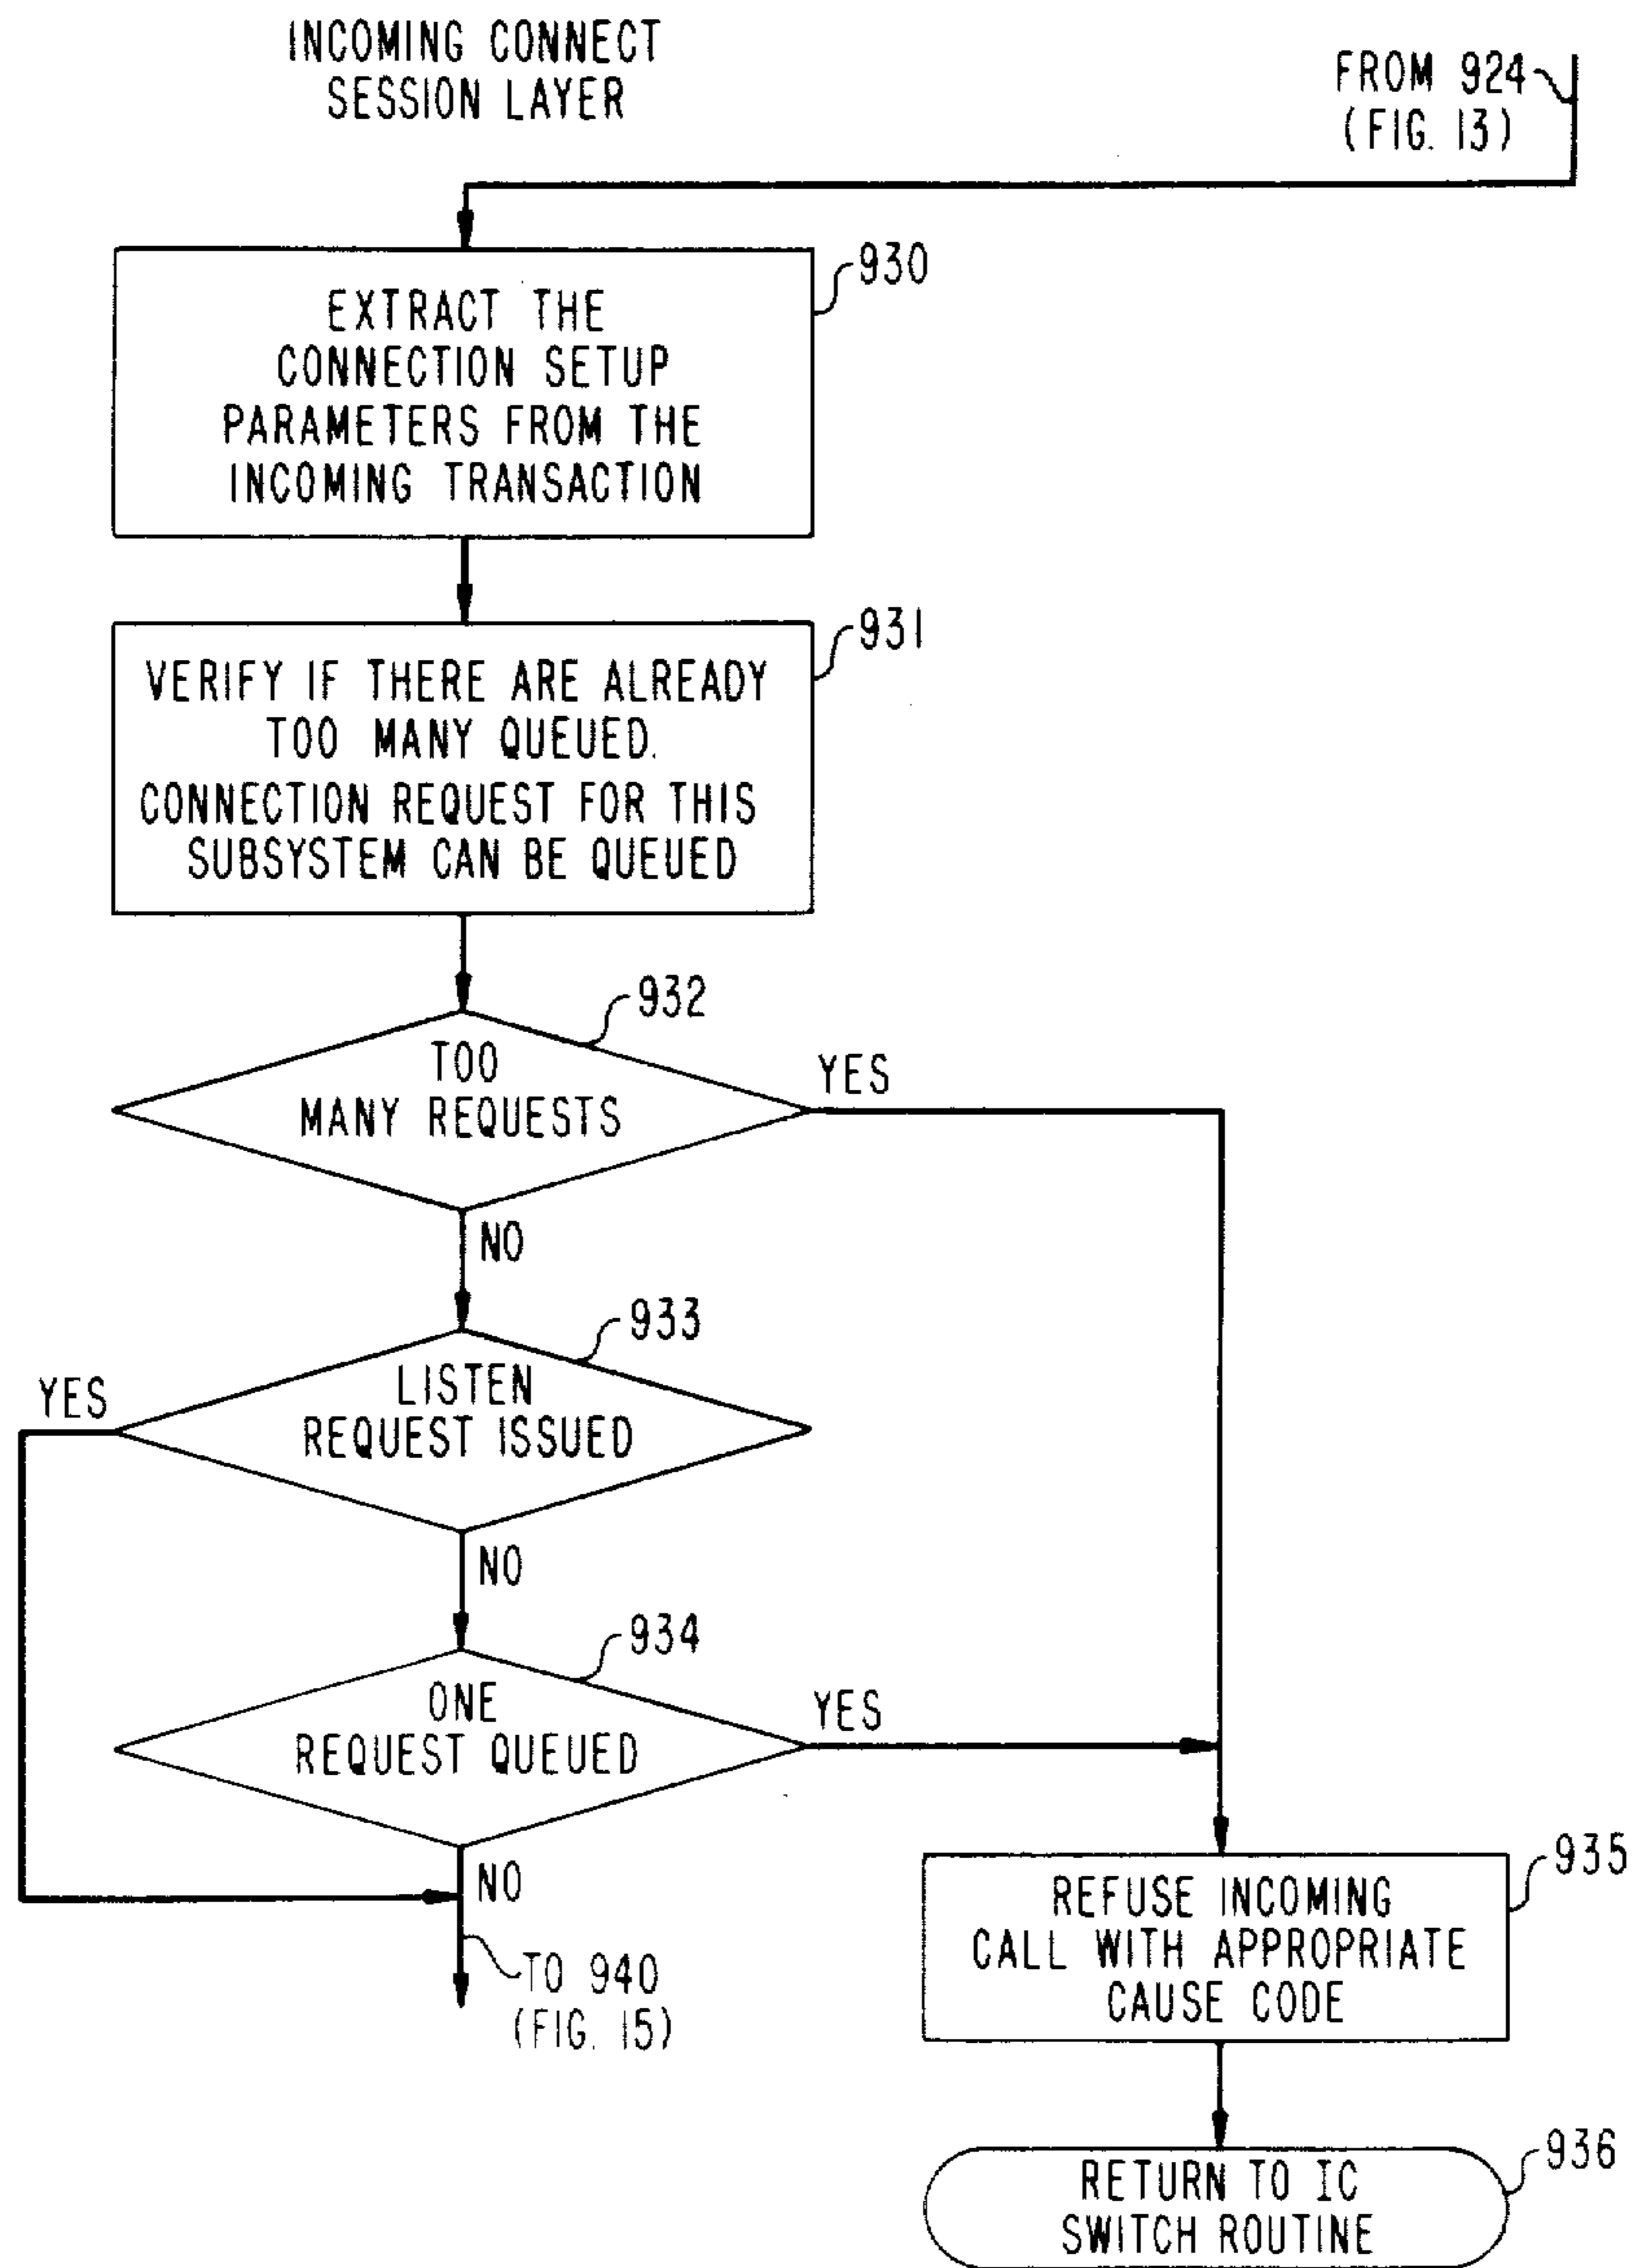 INCOMING CONNECT
SESSION LAYER
FROM 924
(FIG. 13)
930
EXTRACT THE
CONNECTION SETUP
PARAMETERS FROM THE
INCOMING TRANSACTION
931
VERIFY IF THERE ARE ALREADY
TOO MANY QUEUED.
CONNECTION REQUEST FOR THIS
SUBSYSTEM CAN BE QUEUED
932
TOO
MANY REQUESTS
YES
NO
933
LISTEN
REQUEST ISSUED
YES
NO
934
ONE
REQUEST QUEUED
YES
NO
TO 940
(FIG. 15)
935
REFUSE INCOMING
CALL WITH APPROPRIATE
CAUSE CODE
936
RETURN TO IC
SWITCH ROUTINE